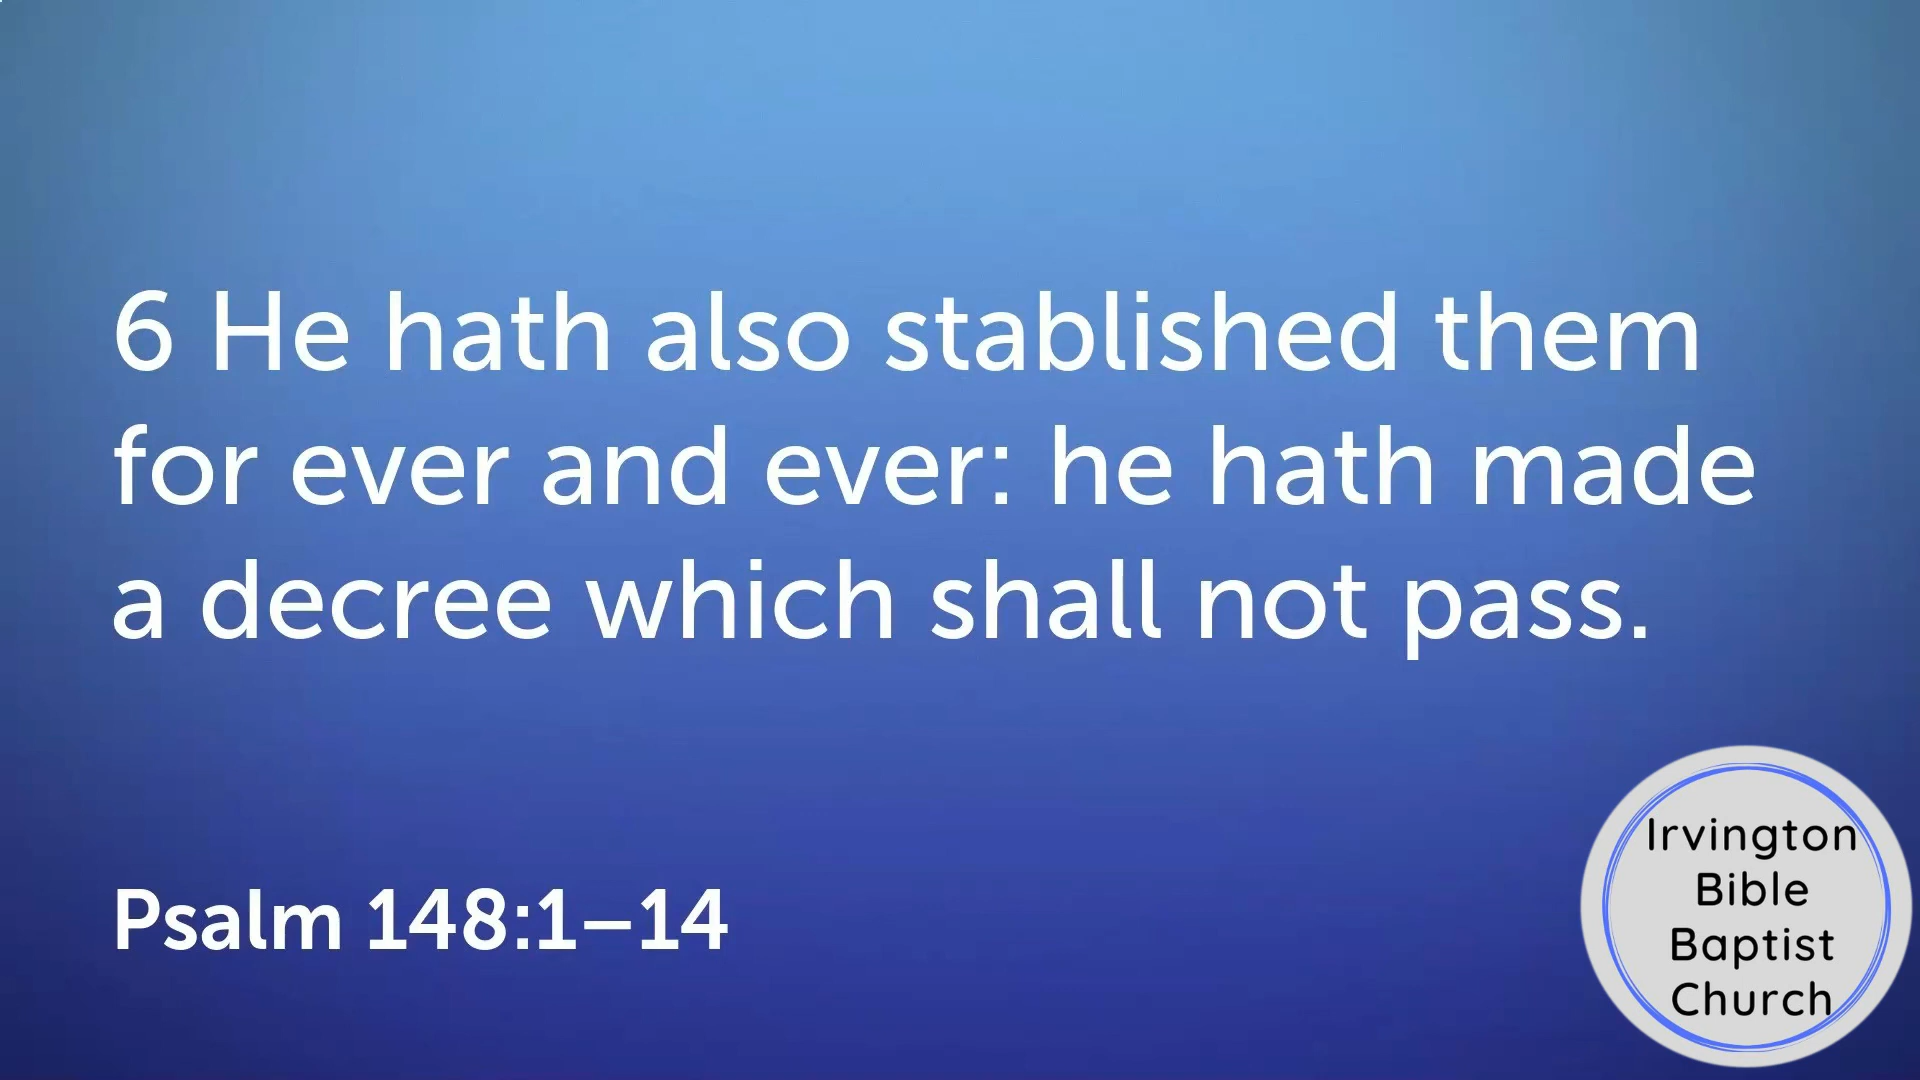 6 He hath also stablished them
for ever and ever: he hath made
a decree which shall not pass.
Psalm 148:1–14
Irvington
Bible
Baptist
Church